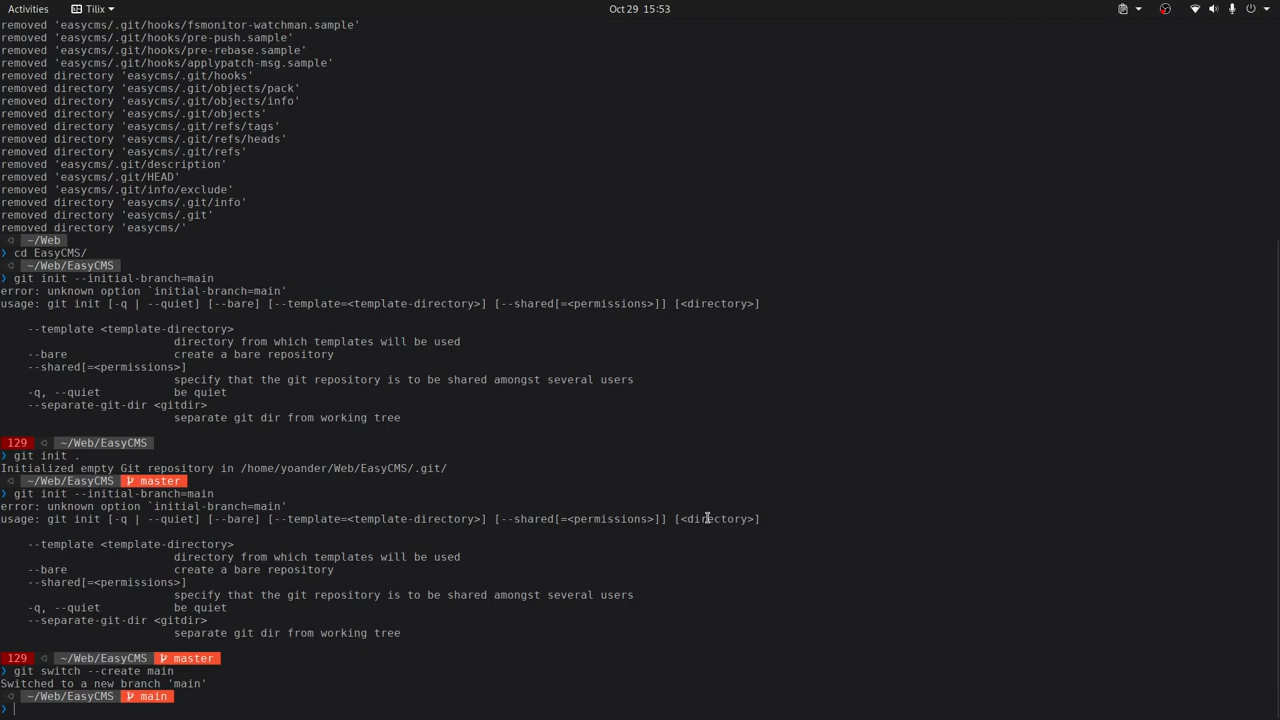 Activities Tilix Oct 29 15:53
removed 'easycms/.git/hooks/fsmonitor-watchman.sample'
removed 'easycms/.git/hooks/pre-push.sample'
removed 'easycms/.git/hooks/pre-rebase.sample'
removed 'easycms/.git/hooks/applypatch-msg.sample'
removed directory 'easycms/.git/hooks'
removed directory 'easycms/.git/objects/pack'
removed directory 'easycms/.git/objects/info'
removed directory 'easycms/.git/objects'
removed directory 'easycms/.git/refs/tags'
removed directory 'easycms/.git/refs/heads'
removed directory 'easycms/.git/refs'
removed 'easycms/.git/description'
removed 'easycms/.git/HEAD'
removed 'easycms/.git/info/exclude'
removed directory 'easycms/.git/info'
removed directory 'easycms/.git'
removed directory 'easycms/'
~/Web
❯ cd EasyCMS/
~/Web/EasyCMS
❯ git init --initial-branch=main
error: unknown option `initial-branch=main'
usage: git init [-q | --quiet] [--bare] [--template=<template-directory>] [--shared[=<permissions>]] [<directory>]
--template <template-directory>
directory from which templates will be used
--bare create a bare repository
--shared[=<permissions>]
specify that the git repository is to be shared amongst several users
-q, --quiet be quiet
--separate-git-dir <gitdir>
separate git dir from working tree
129 ~/Web/EasyCMS
❯ git init .
Initialized empty Git repository in /home/yoander/Web/EasyCMS/.git/
~/Web/EasyCMS master
❯ git init --initial-branch=main
error: unknown option `initial-branch=main'
usage: git init [-q | --quiet] [--bare] [--template=<template-directory>] [--shared[=<permissions>]] [<directory>]
--template <template-directory>
directory from which templates will be used
--bare create a bare repository
--shared[=<permissions>]
specify that the git repository is to be shared amongst several users
-q, --quiet be quiet
--separate-git-dir <gitdir>
separate git dir from working tree
129 ~/Web/EasyCMS master
❯ git switch --create main
Switched to a new branch 'main'
~/Web/EasyCMS main
❯